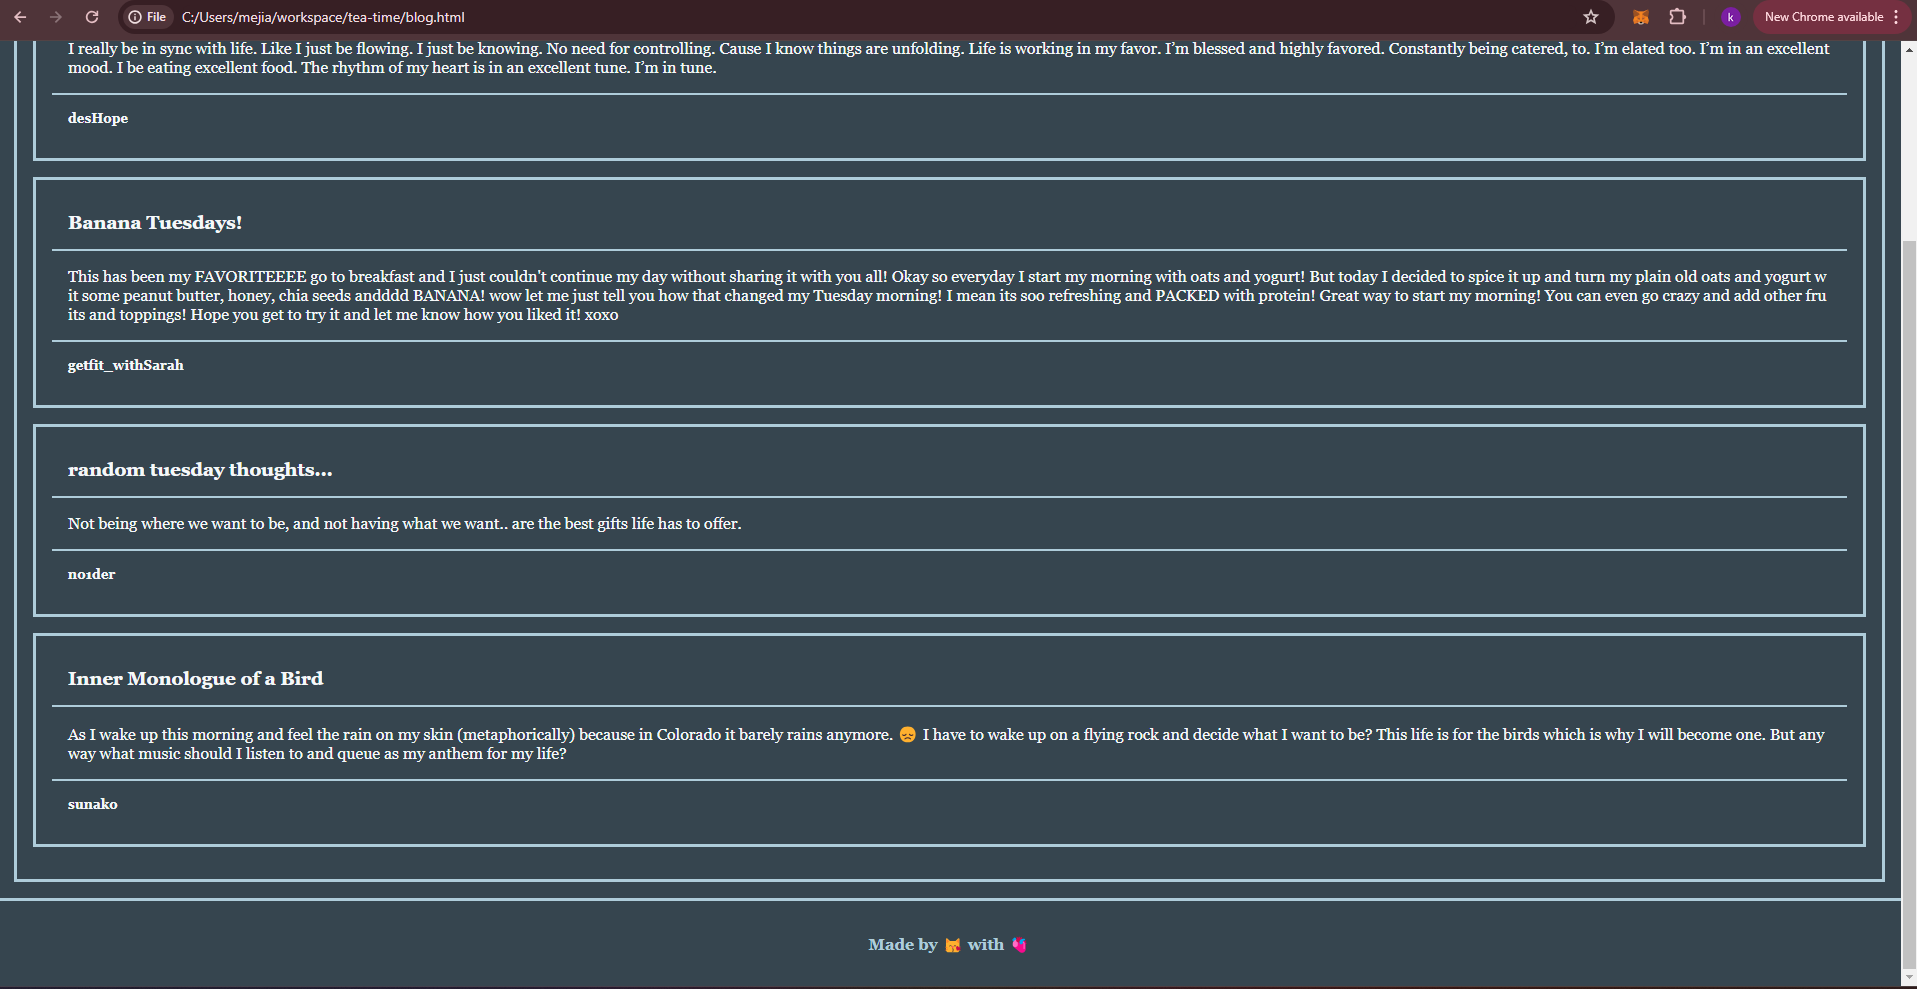 File C:/Users/mejia/workspace/tea-time/blog.html k New Chrome available
I really be in sync with life. Like I just be flowing. I just be knowing. No need for controlling. Cause I know things are unfolding. Life is working in my favor. I’m blessed and highly favored. Constantly being catered, to. I’m elated too. I’m in an excellent
mood. I be eating excellent food. The rhythm of my heart is in an excellent tune. I’m in tune.
desHope
Banana Tuesdays!
This has been my FAVORITEEEE go to breakfast and I just couldn't continue my day without sharing it with you all! Okay so everyday I start my morning with oats and yogurt! But today I decided to spice it up and turn my plain old oats and yogurt w
it some peanut butter, honey, chia seeds andddd BANANA! wow let me just tell you how that changed my Tuesday morning! I mean its soo refreshing and PACKED with protein! Great way to start my morning! You can even go crazy and add other fru
its and toppings! Hope you get to try it and let me know how you liked it! xoxo
getfit_withSarah
random tuesday thoughts...
Not being where we want to be, and not having what we want.. are the best gifts life has to offer.
no1der
Inner Monologue of a Bird
As I wake up this morning and feel the rain on my skin (metaphorically) because in Colorado it barely rains anymore. 😞 I have to wake up on a flying rock and decide what I want to be? This life is for the birds which is why I will become one. But any
way what music should I listen to and queue as my anthem for my life?
sunako
Made by 😽 with 🫀